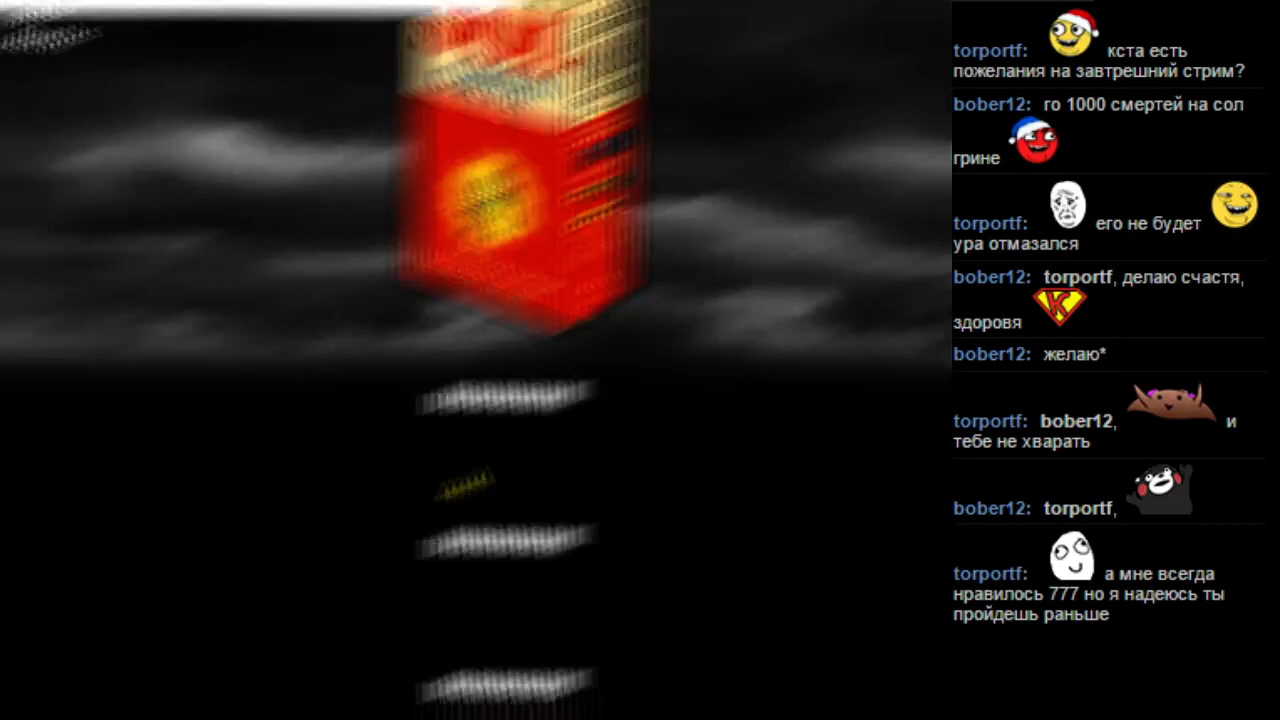 torportf: кста есть
пожелания на завтрешний стрим?
bober12: го 1000 смертей на сол
грине
torportf: его не будет
ура отмазался
bober12: torportf, делаю счастя,
здоровя K
bober12: желаю*
torportf: bober12, и
тебе не хварать
bober12: torportf,
torportf: а мне всегда
нравилось 777 но я надеюсь ты
пройдешь раньше